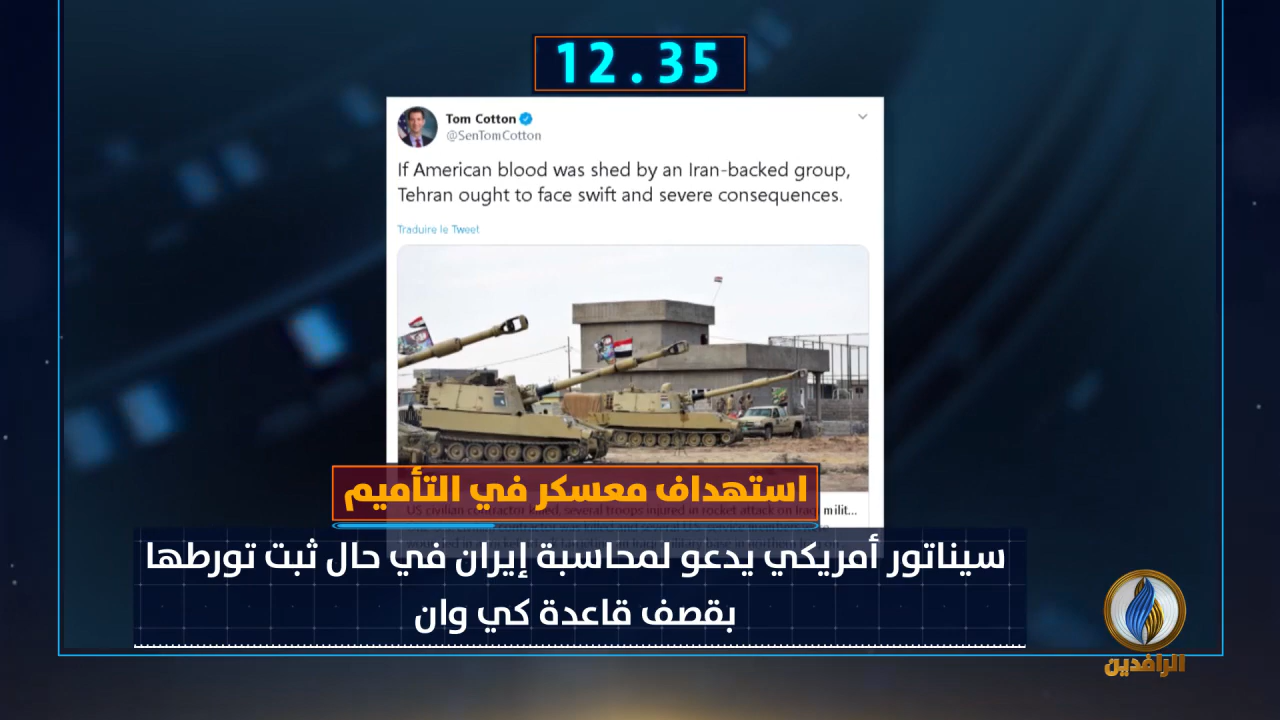 12.35
Tom Cotton
@SenTomCotton
If American blood was shed by an Iran-backed group,
Tehran ought to face swift and severe consequences.
Traduire le Tweet
استهداف معسكر في التأميم
US civilian contractor killed, several troops injured in rocket attack on Iraqi milit...
سيناتور أمريكي يدعو لمحاسبة إيران في حال ثبت تورطها
بقصف قاعدة كي وان
الرافدين